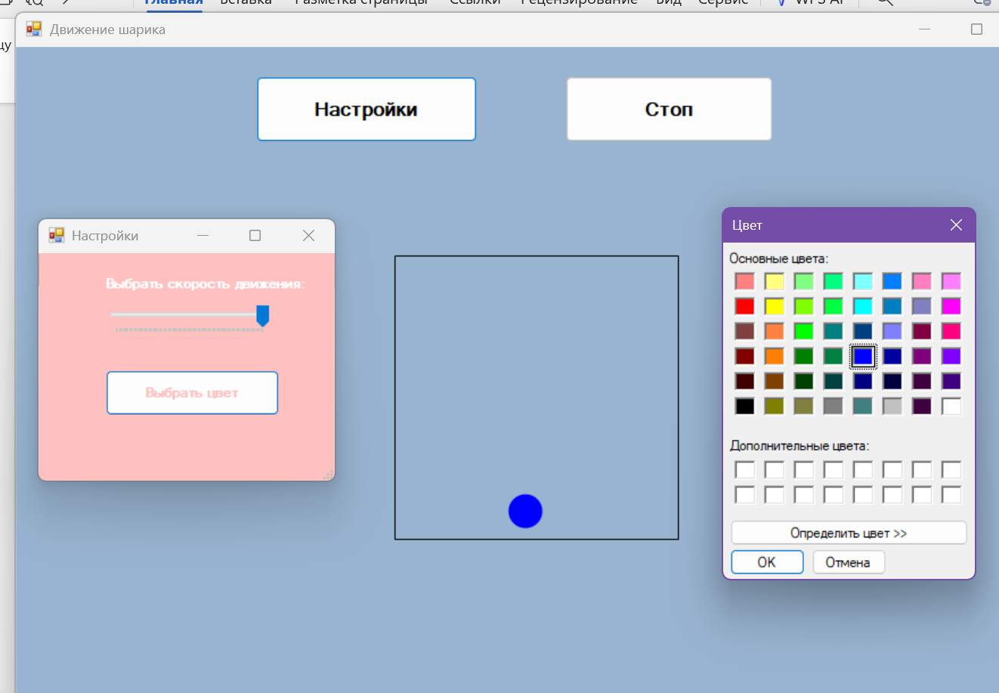 Главная Вставка Разметка страницы Ссылки Рецензирование Вид Сервис WPS AI
Движение шарика
цу
Настройки
Стоп
Настройки
Выбрать скорость движения:
Выбрать цвет
Цвет
Основные цвета:
Дополнительные цвета:
Определить цвет >>
OK
Отмена